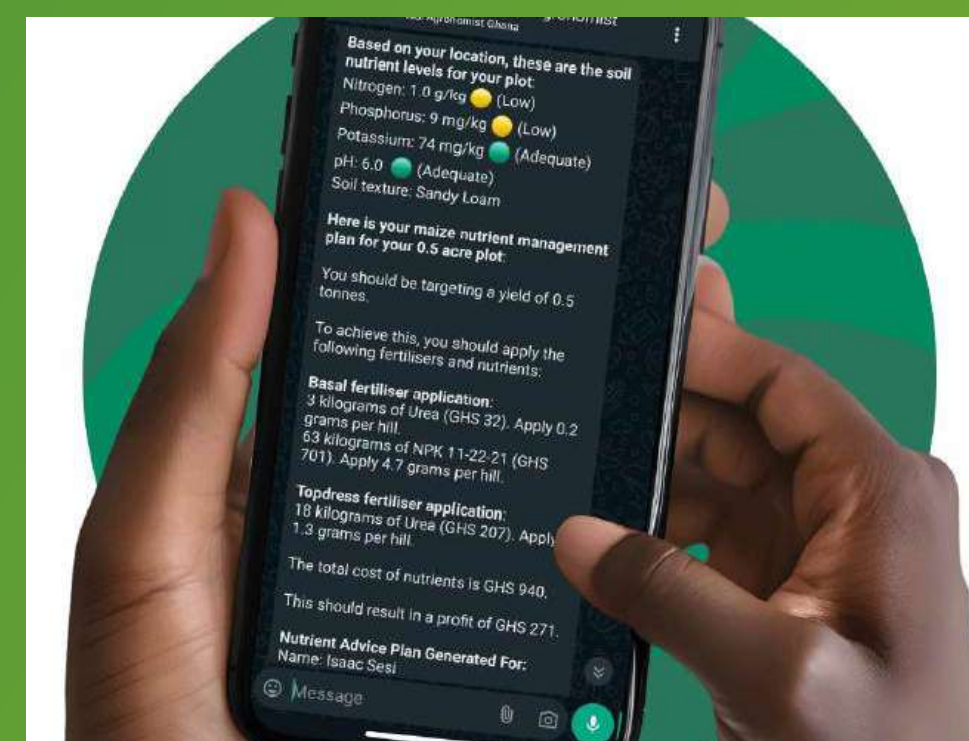 Agronomist Ghana
Based on your location, these are the soil
nutrient levels for your plot:
Nitrogen: 1.0 g/kg 🟡 (Low)
Phosphorus: 9 mg/kg 🟡 (Low)
Potassium: 74 mg/kg 🟢 (Adequate)
pH: 6.0 🟢 (Adequate)
Soil texture: Sandy Loam
Here is your maize nutrient management
plan for your 0.5 acre plot:
You should be targeting a yield of 0.5
tonnes.
To achieve this, you should apply the
following fertilisers and nutrients:
Basal fertiliser application:
3 kilograms of Urea (GHS 32). Apply 0.2
grams per hill.
63 kilograms of NPK 11-22-21 (GHS
701). Apply 4.7 grams per hill.
Topdress fertiliser application:
18 kilograms of Urea (GHS 207). Apply
1.3 grams per hill.
The total cost of nutrients is GHS 940.
This should result in a profit of GHS 271.
Nutrient Advice Plan Generated For:
Name: Isaac Sesi
Message